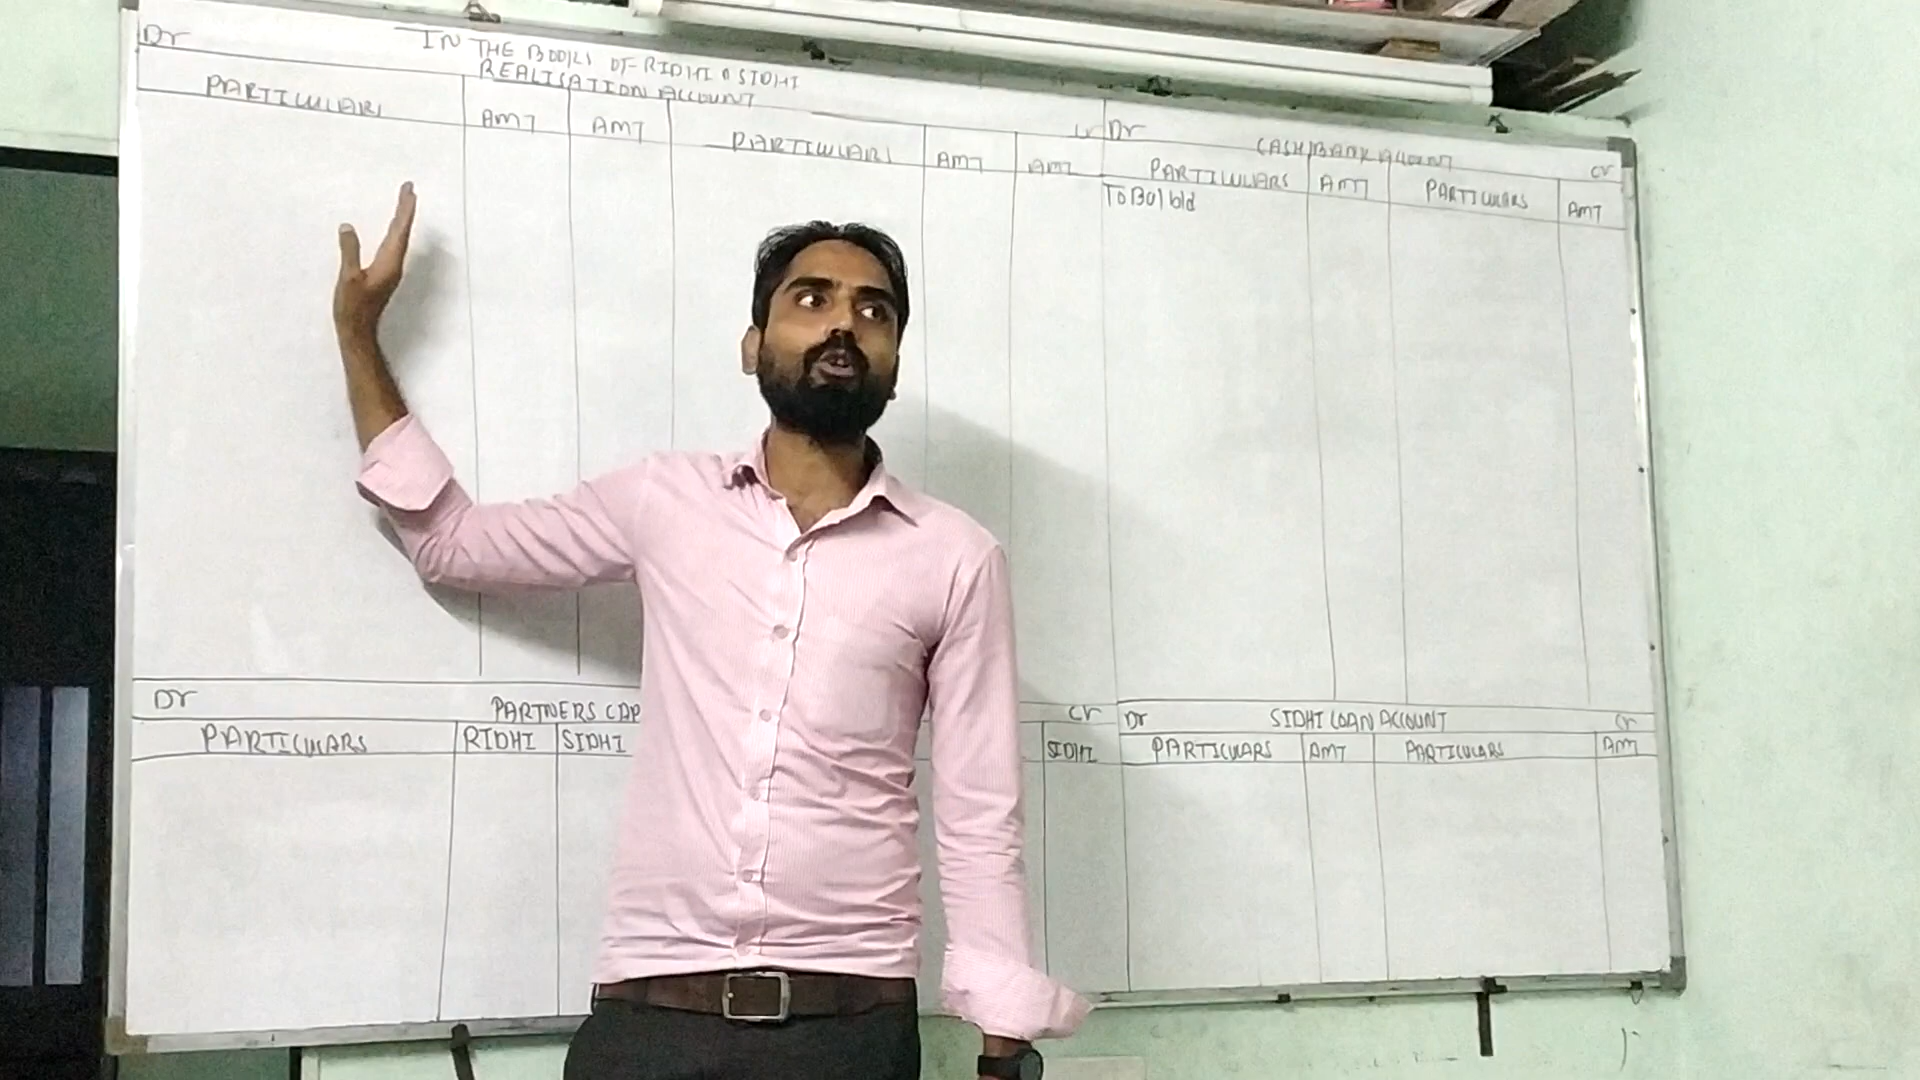 Dr IN THE BOOKS OF RIDHI & SIDHI
REALISATION ACCOUNT Cr
PARTICULARS AMT AMT PARTICULARS AMT AMT
Dr CASH/BANK ACCOUNT Cr
PARTICULARS AMT PARTICULARS AMT
To Bal b/d
Dr PARTNERS CAP Cr
PARTICULARS RIDHI SIDHI SIDHI
Dr SIDHI LOAN ACCOUNT Cr
PARTICULARS AMT PARTICULARS AMT